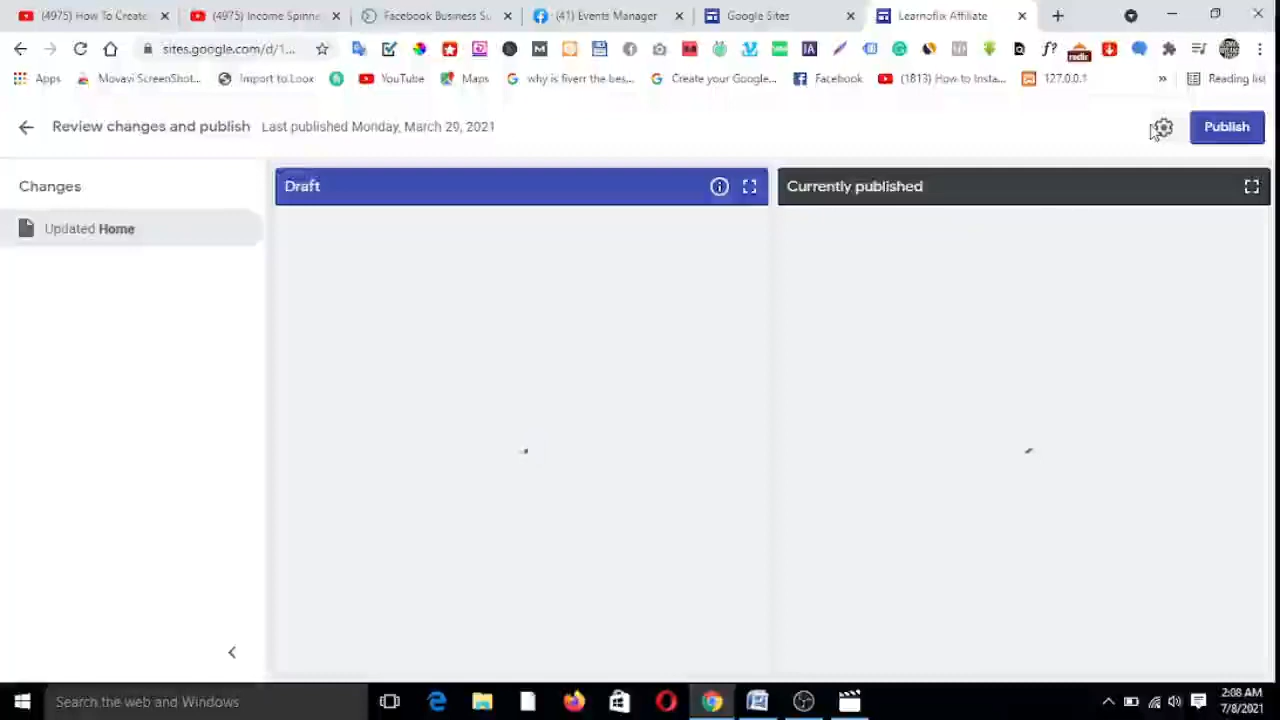 (4975) How To Create
(4975) Income Spinne
Facebook Business Su
(41) Events Manager
Google Sites
Learnoflix Affiliate
sites.google.com/d/1...
Apps
Movavi ScreenShot...
Import to Loox
YouTube
Maps
why is fiverr the bes...
Create your Google...
Facebook
(1813) How to Insta...
127.0.0.1
»
Reading list
Review changes and publish
Last published Monday, March 29, 2021
Publish
Changes
Draft
Currently published
Updated Home
Search the web and Windows
2:08 AM
7/8/2021